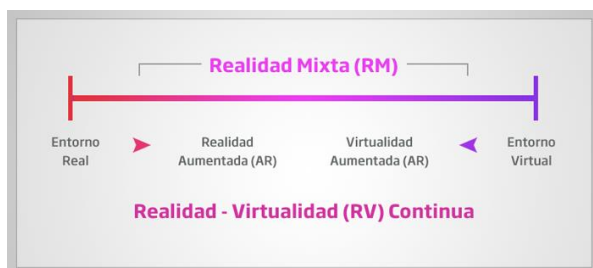 Realidad Mixta (RM)
Entorno
Real
Realidad
Aumentada (AR)
Virtualidad
Aumentada (AR)
Entorno
Virtual
Realidad - Virtualidad (RV) Continua